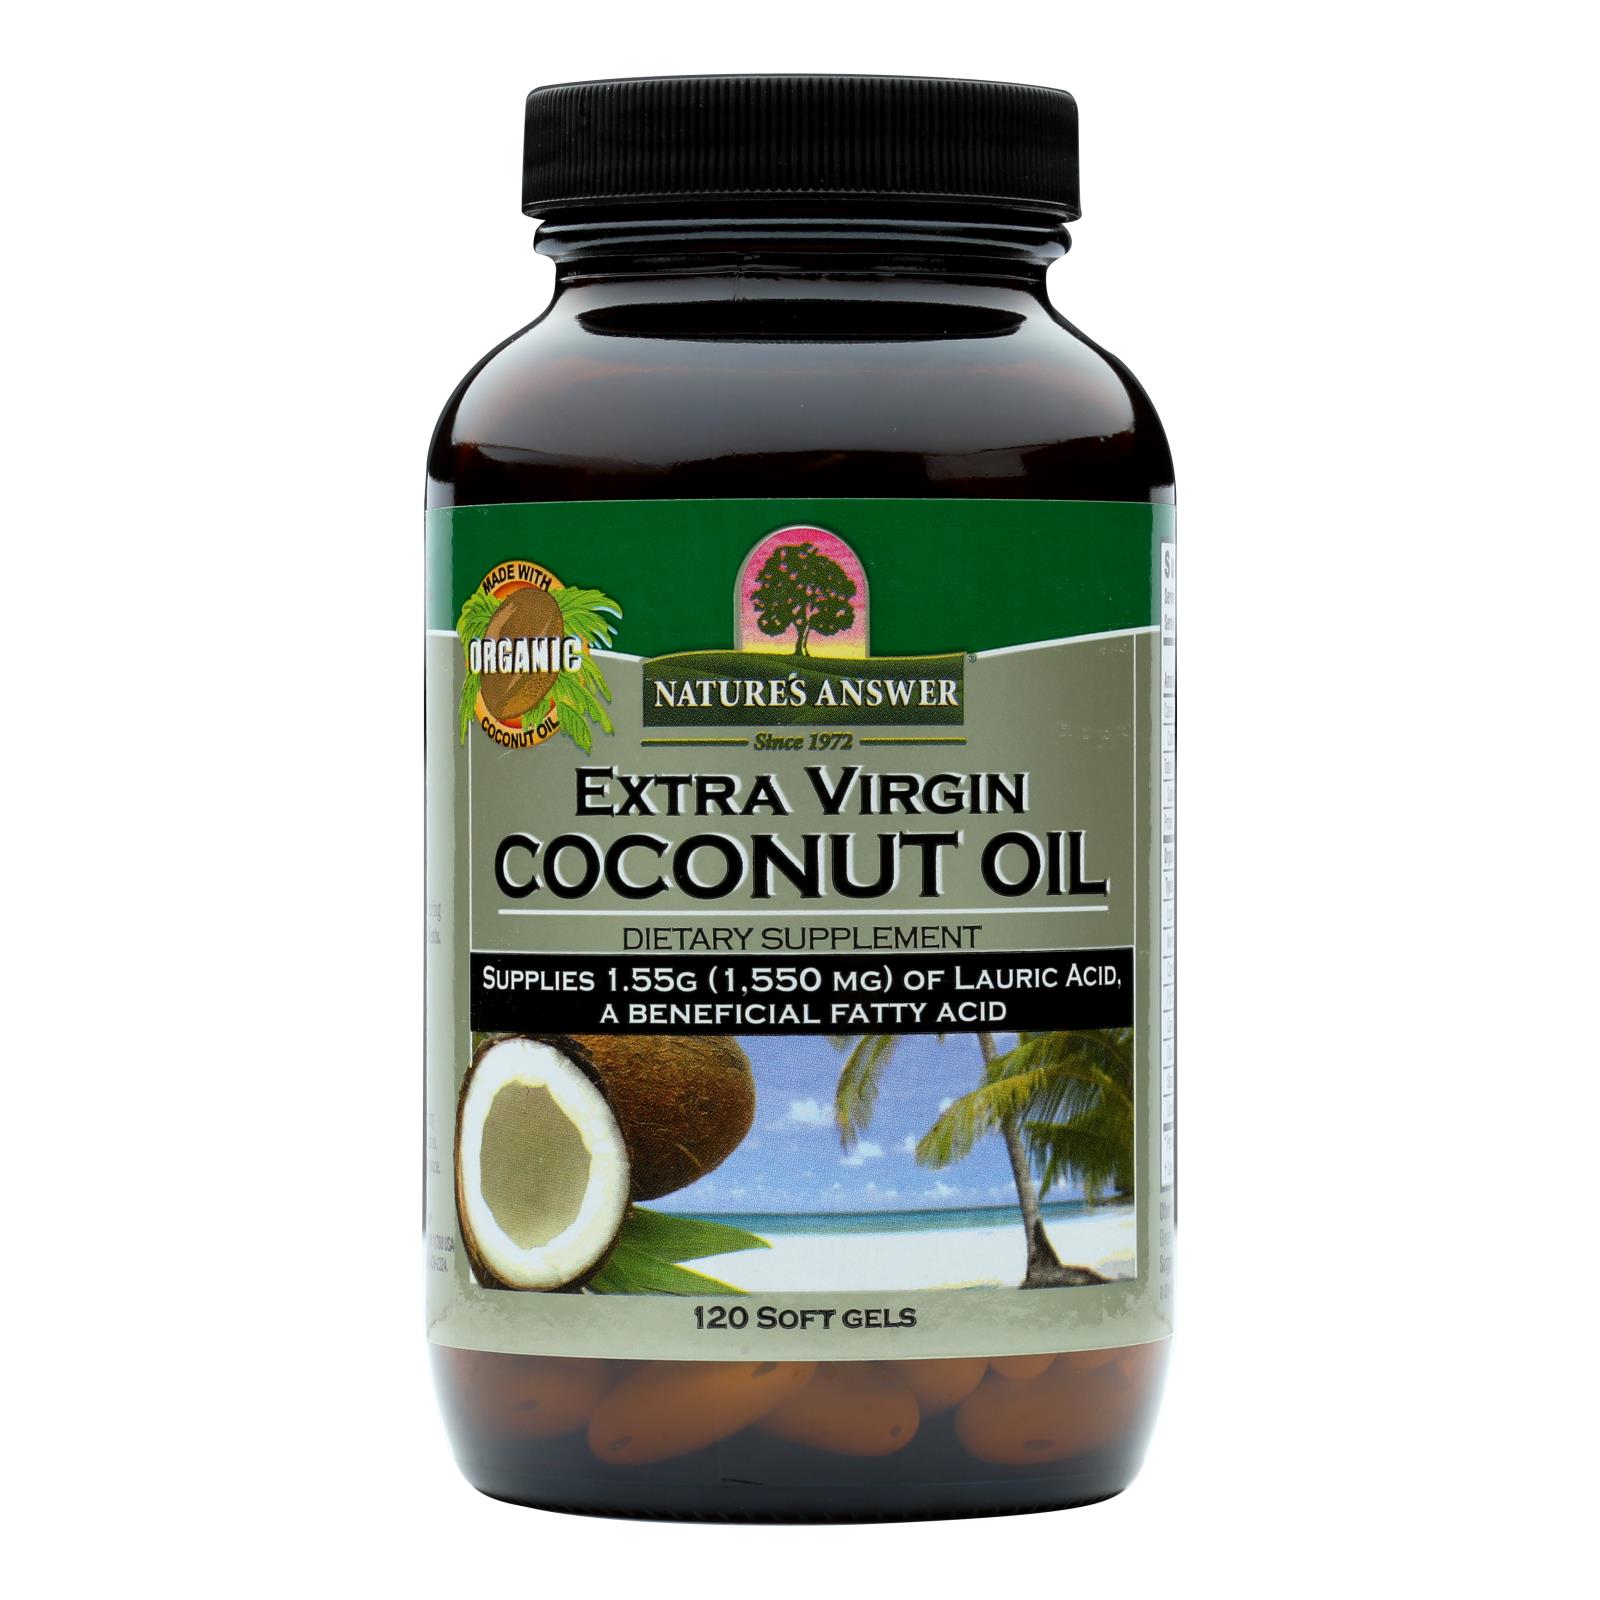 MADE WITH
ORGANIC
COCONUT OIL
NATURE'S ANSWER
®
Since 1972
EXTRA VIRGIN
COCONUT OIL
DIETARY SUPPLEMENT
SUPPLIES 1.55G (1,550 MG) OF LAURIC ACID,
A BENEFICIAL FATTY ACID
120 SOFT GELS